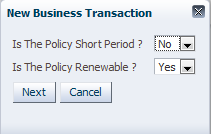 New Business Transaction
Is The Policy Short Period ? No
Is The Policy Renewable ? Yes
Next Cancel